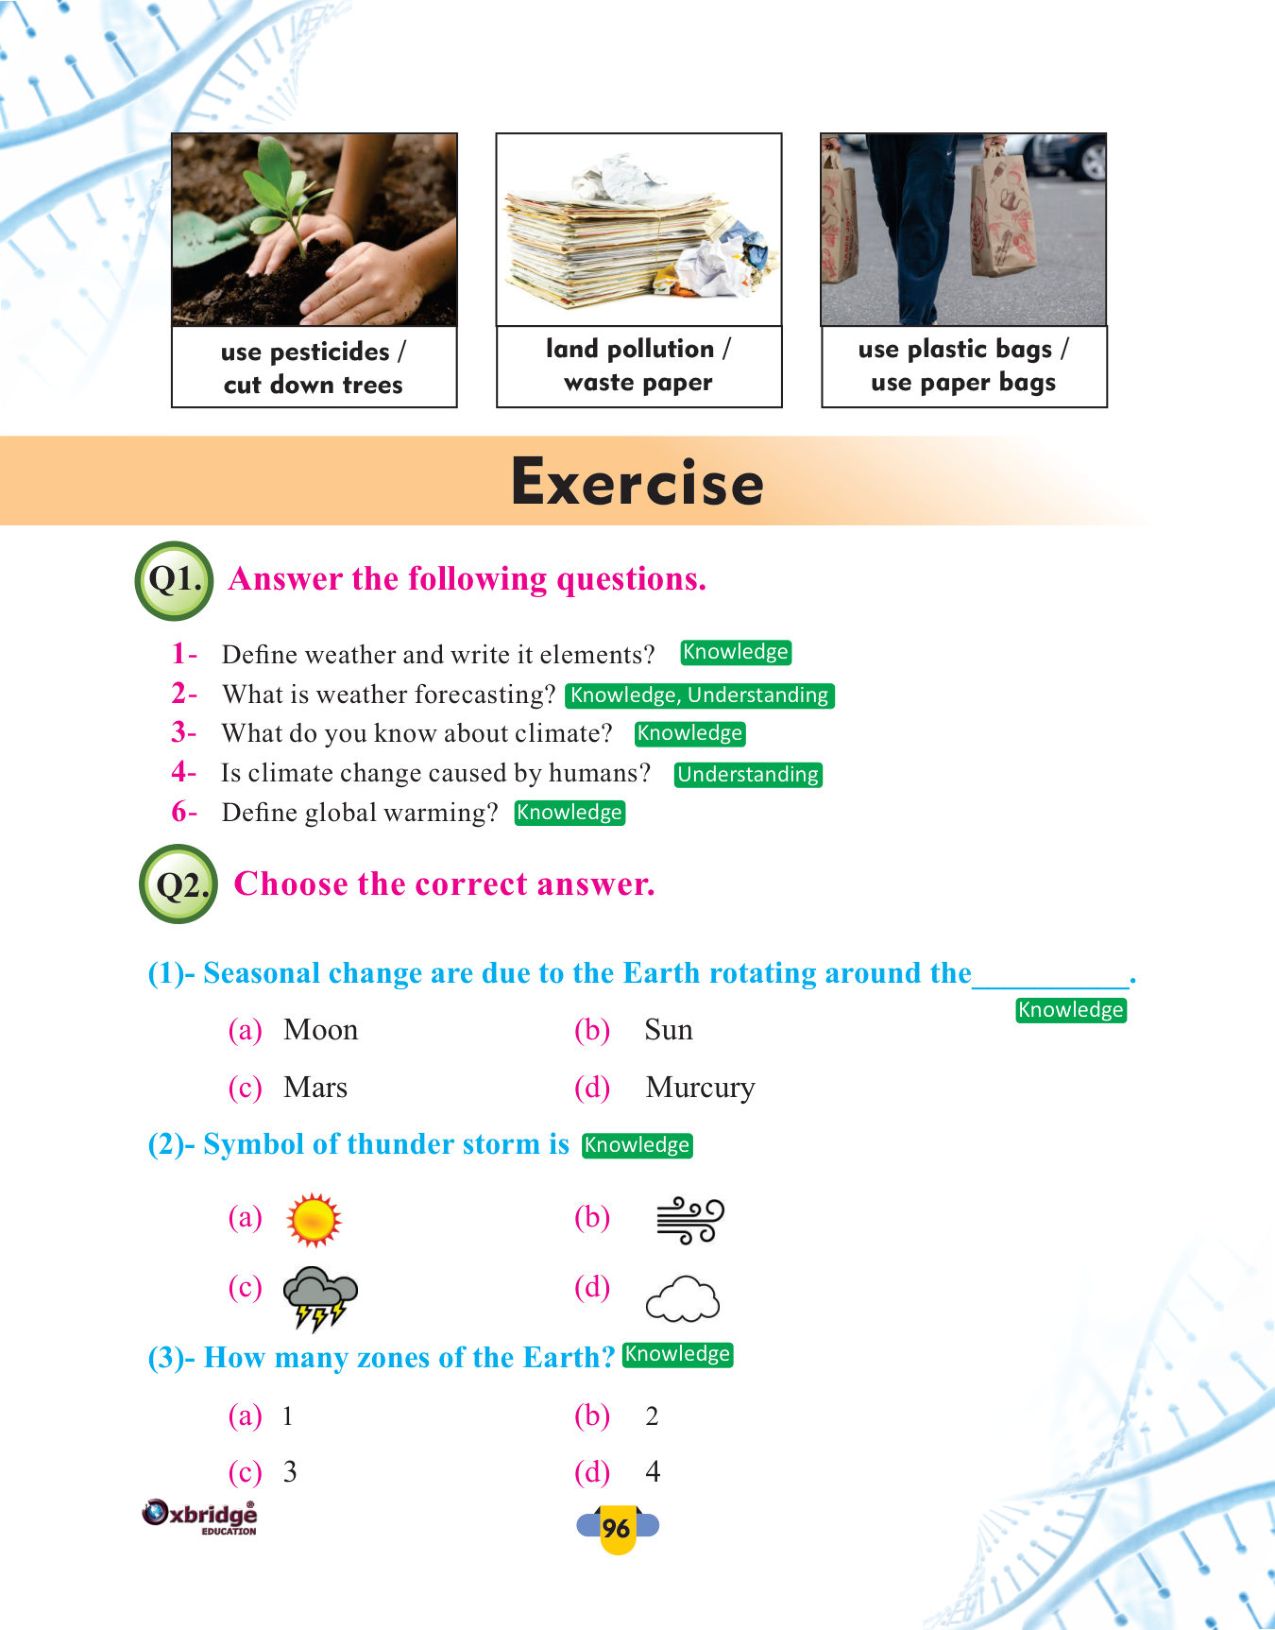 use pesticides /
cut down trees
land pollution /
waste paper
use plastic bags /
use paper bags
Exercise
Q1. Answer the following questions.
1- Define weather and write it elements? Knowledge
2- What is weather forecasting? Knowledge, Understanding
3- What do you know about climate? Knowledge
4- Is climate change caused by humans? Understanding
6- Define global warming? Knowledge
Q2. Choose the correct answer.
(1)- Seasonal change are due to the Earth rotating around the__________.
Knowledge
(a) Moon (b) Sun
(c) Mars (d) Murcury
(2)- Symbol of thunder storm is Knowledge
(a) (b)
(c) (d)
(3)- How many zones of the Earth? Knowledge
(a) 1 (b) 2
(c) 3 (d) 4
Oxbridge®
EDUCATION
96